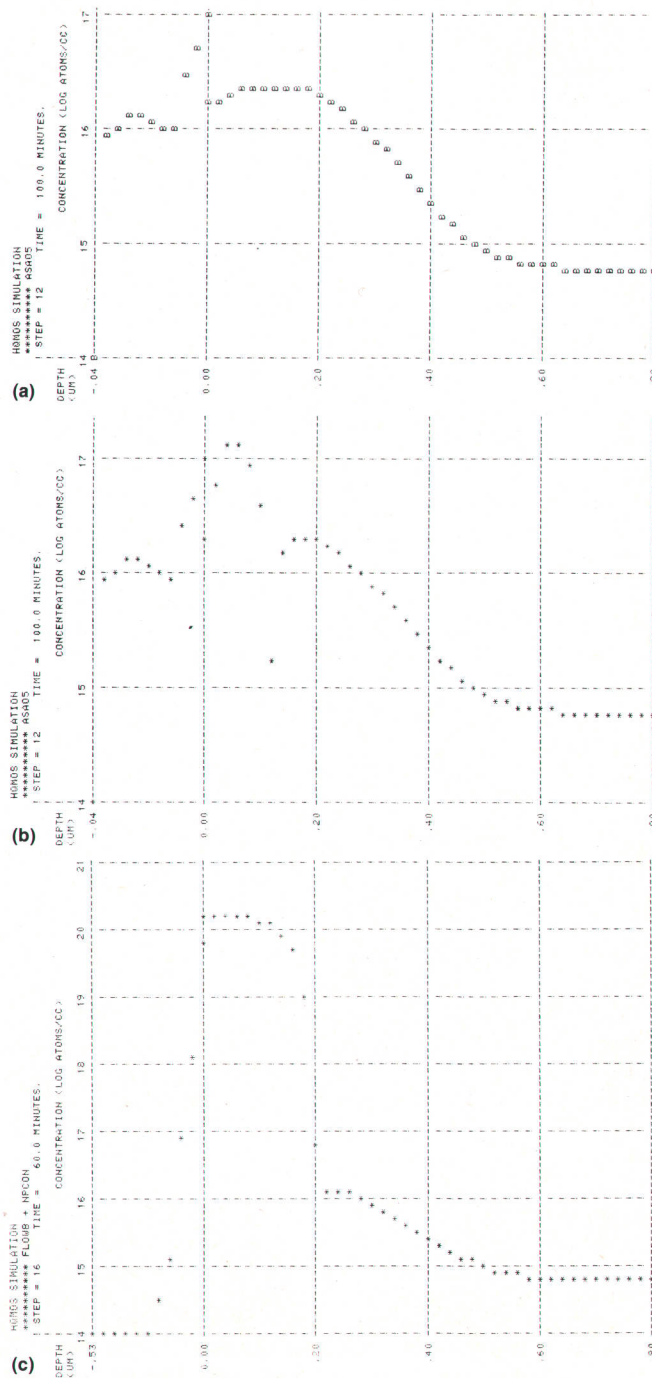 (a)
HOMOS SIMULATION
********** ASA05
! STEP = 12 TIME = 100.0 MINUTES.
DEPTH CONCENTRATION (LOG ATOMS/CC)
(UM)
14 15 16 17
-.04
0.00
.20
.40
.60
(b)
HOMOS SIMULATION
********** ASA05
! STEP = 12 TIME = 100.0 MINUTES.
DEPTH CONCENTRATION (LOG ATOMS/CC)
(UM)
14 15 16 17
-.04
0.00
.20
.40
.60
(c)
HOMOS SIMULATION
********** FLOWB + NPCON
! STEP = 16 TIME = 60.0 MINUTES.
DEPTH CONCENTRATION (LOG ATOMS/CC)
(UM)
14 15 16 17 18 19 20 21
-.53
0.00
.20
.40
.60